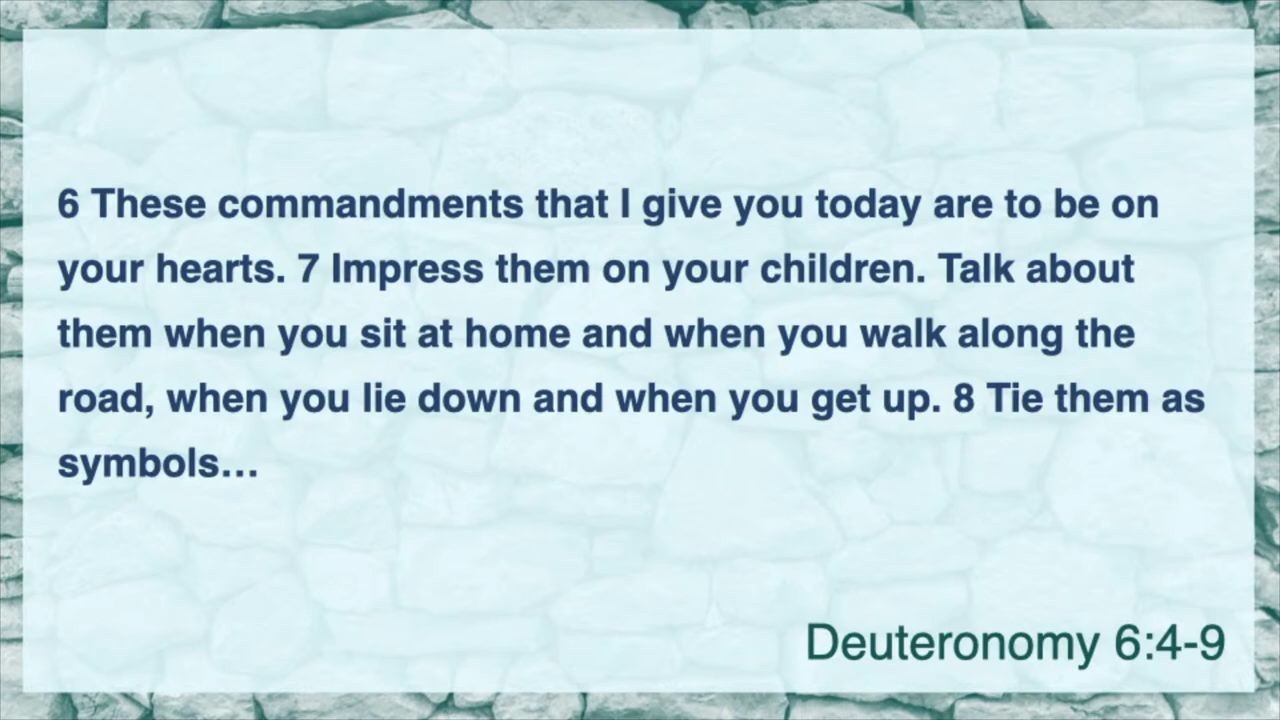 6 These commandments that I give you today are to be on
your hearts. 7 Impress them on your children. Talk about
them when you sit at home and when you walk along the
road, when you lie down and when you get up. 8 Tie them as
symbols…
Deuteronomy 6:4-9